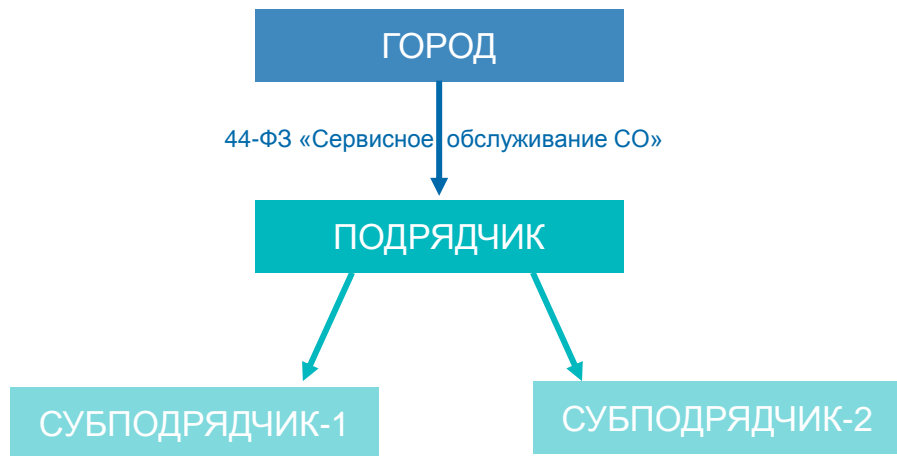 ГОРОД
44-ФЗ «Сервисное обслуживание СО»
ПОДРЯДЧИК
СУБПОДРЯДЧИК-1
СУБПОДРЯДЧИК-2